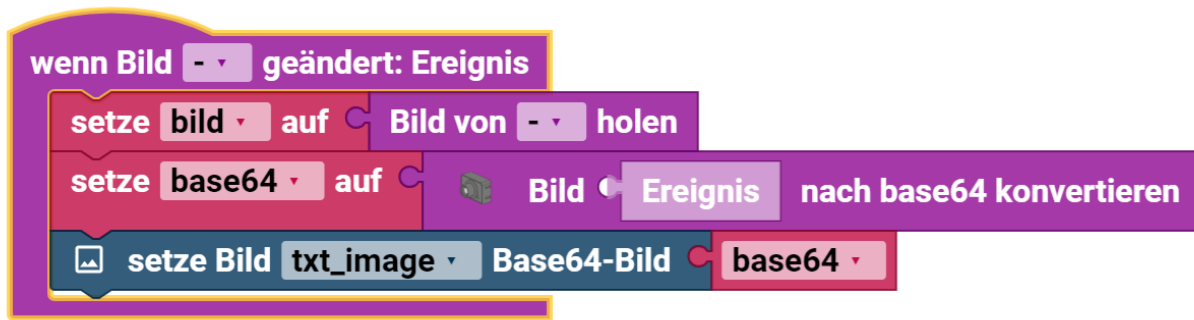 wenn Bild - geändert: Ereignis
setze bild auf Bild von - holen
setze base64 auf Bild Ereignis nach base64 konvertieren
setze Bild txt_image Base64-Bild base64